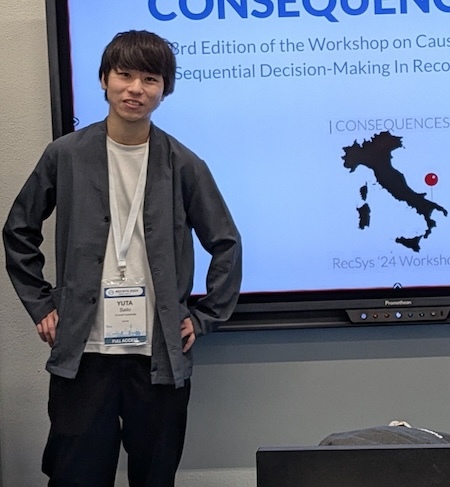 CONSEQUENC
3rd Edition of the Workshop on Caus
Sequential Decision-Making In Reco
| CONSEQUENCES
RecSys '24 Worksho
Promethean
YUTA
Saito
FULL ACCESS